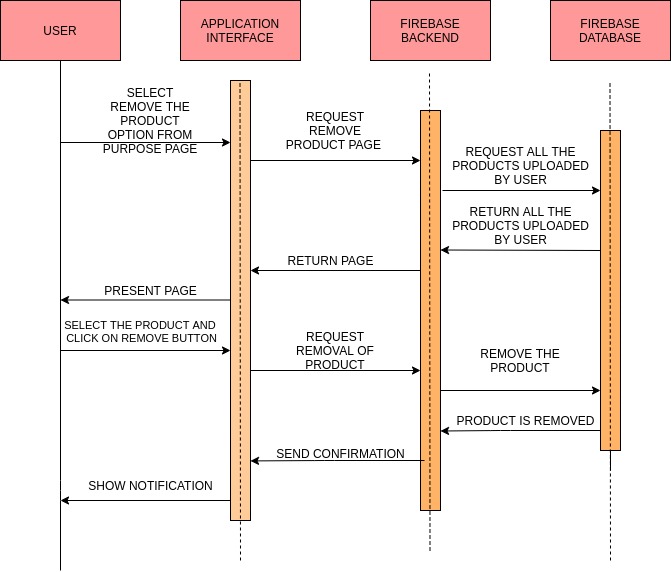 USER
APPLICATION
INTERFACE
FIREBASE
BACKEND
FIREBASE
DATABASE
SELECT
REMOVE THE
PRODUCT
OPTION FROM
PURPOSE PAGE
REQUEST
REMOVE
PRODUCT PAGE
REQUEST ALL THE
PRODUCTS UPLOADED
BY USER
RETURN ALL THE
PRODUCTS UPLOADED
BY USER
RETURN PAGE
PRESENT PAGE
SELECT THE PRODUCT AND
CLICK ON REMOVE BUTTON
REQUEST
REMOVAL OF
PRODUCT
REMOVE THE
PRODUCT
PRODUCT IS REMOVED
SEND CONFIRMATION
SHOW NOTIFICATION